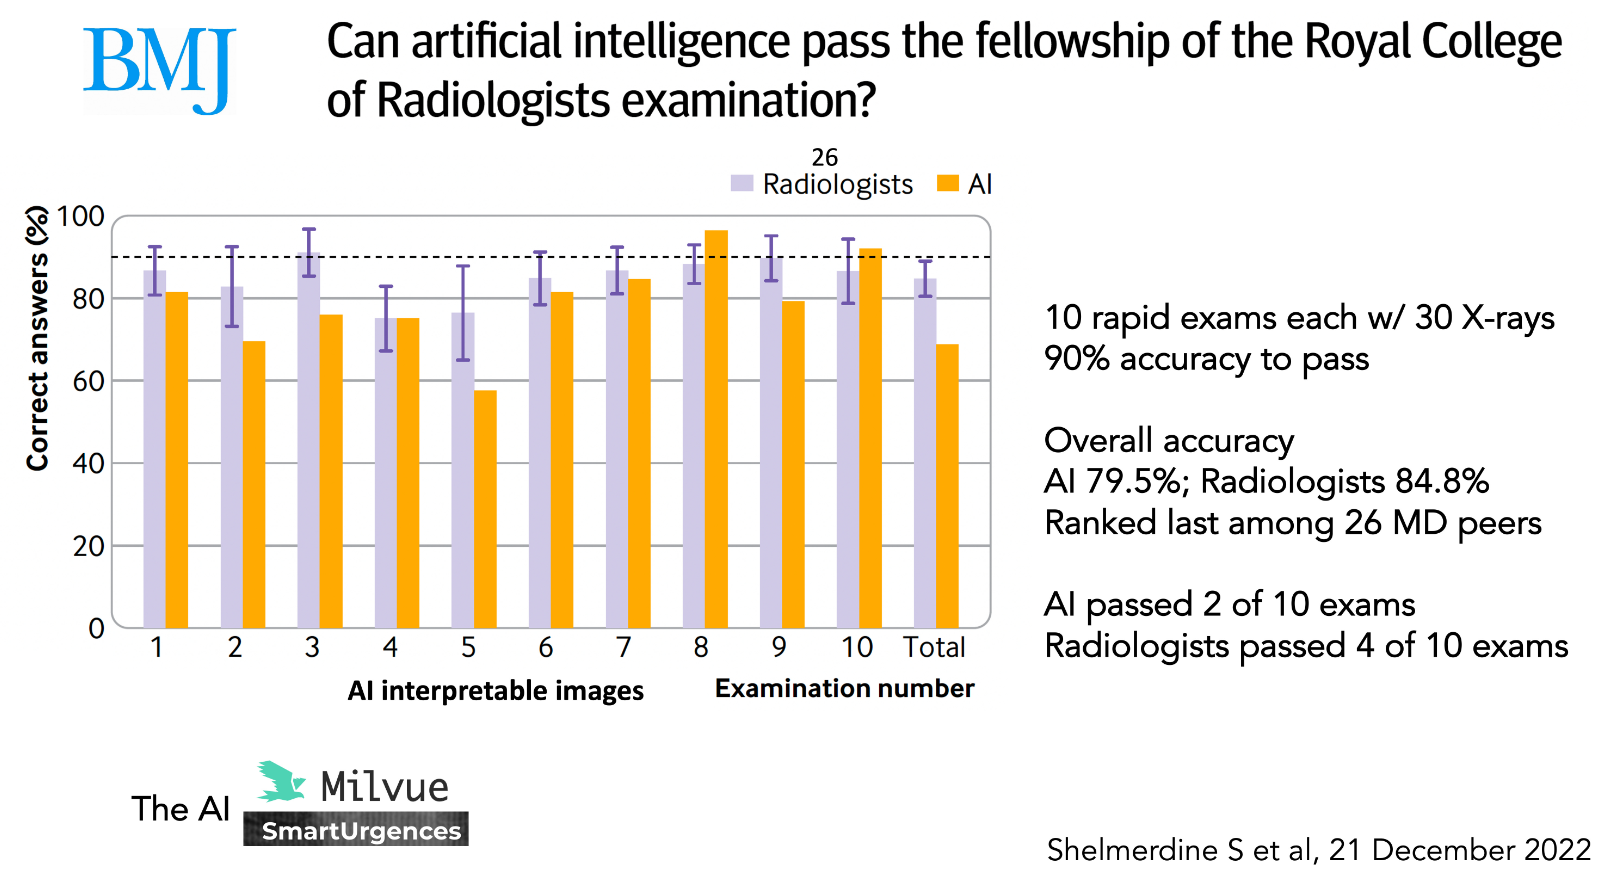 BMJ
Can artificial intelligence pass the fellowship of the Royal College
of Radiologists examination?
26
Radiologists
AI
Correct answers (%)
100
80
60
40
20
0
1 2 3 4 5 6 7 8 9 10 Total
AI interpretable images
Examination number
10 rapid exams each w/ 30 X-rays
90% accuracy to pass
Overall accuracy
AI 79.5%; Radiologists 84.8%
Ranked last among 26 MD peers
AI passed 2 of 10 exams
Radiologists passed 4 of 10 exams
The AI
Milvue
SmartUrgences
Shelmerdine S et al, 21 December 2022